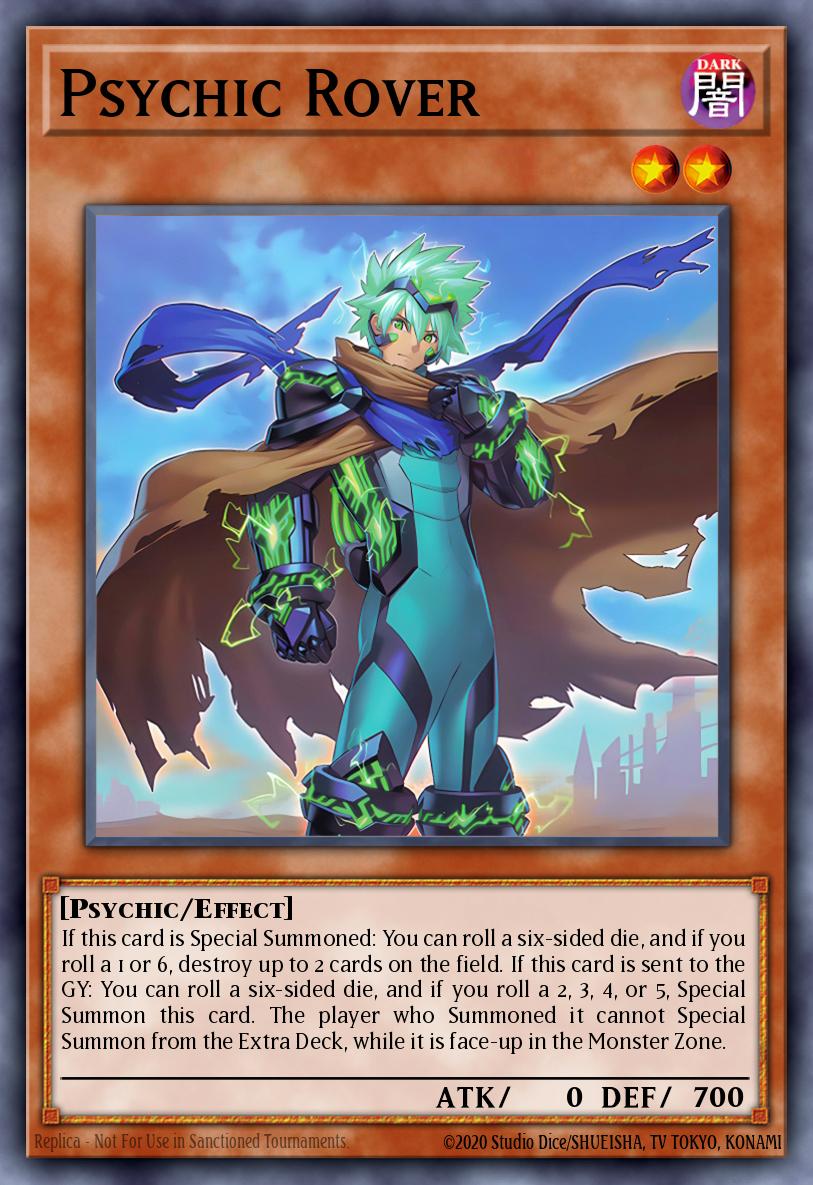 Psychic Rover
DARK
闇
[Psychic/Effect]
If this card is Special Summoned: You can roll a six-sided die, and if you
roll a 1 or 6, destroy up to 2 cards on the field. If this card is sent to the
GY: You can roll a six-sided die, and if you roll a 2, 3, 4, or 5, Special
Summon this card. The player who Summoned it cannot Special
Summon from the Extra Deck, while it is face-up in the Monster Zone.
ATK/ 0 DEF/ 700
Replica - Not For Use in Sanctioned Tournaments.
©2020 Studio Dice/SHUEISHA, TV TOKYO, KONAMI